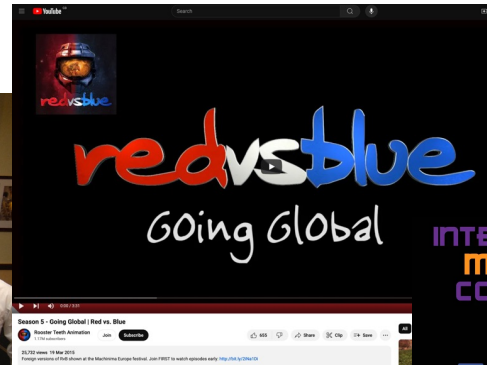 YouTube
Search
redvsblue
redvsblue
Going Global
INTE
M
CO
0:00 / 3:31
Season 5 - Going Global | Red vs. Blue
Rooster Teeth Animation
Join
Subscribe
605
Share
Clip
Save
All
25,732 views 19 Mar 2015
Foreign versions of RvB shown at the Machinima Europe festival. Join FIRST to watch episodes early: